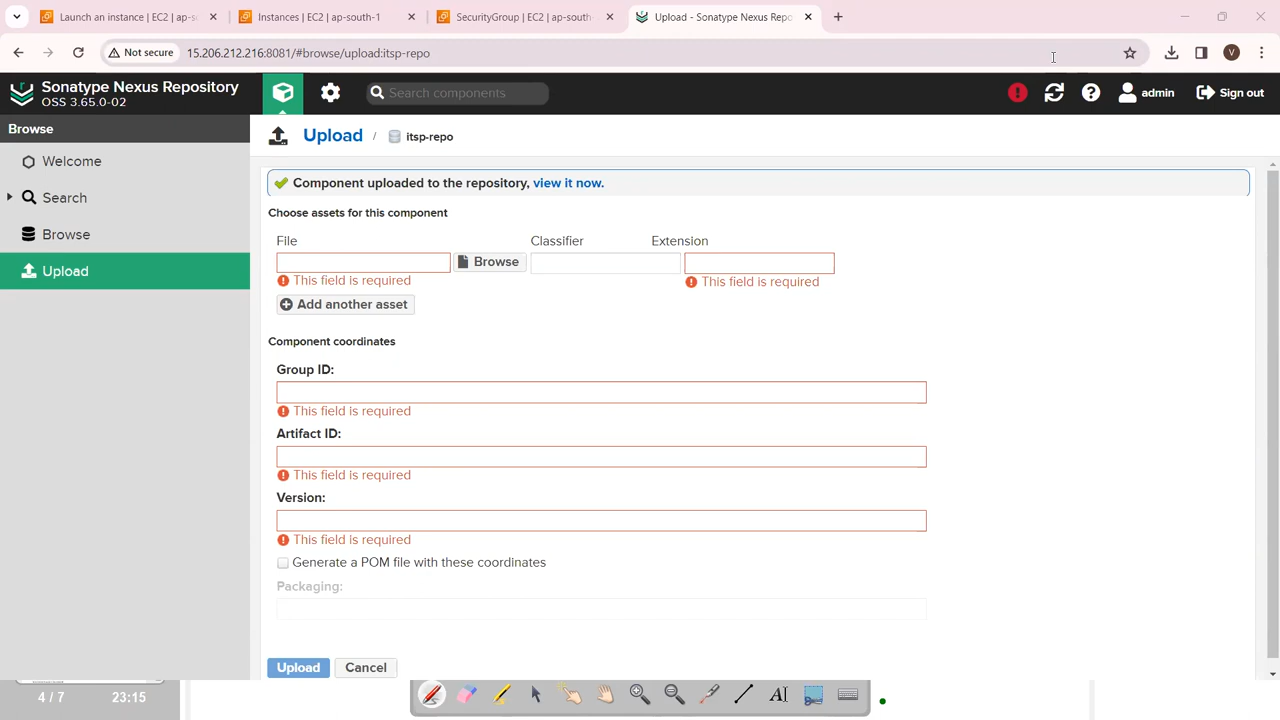 Launch an instance | EC2 | ap-s
Instances | EC2 | ap-south-1
SecurityGroup | EC2 | ap-south-
Upload - Sonatype Nexus Repo
Not secure
15.206.212.216:8081/#browse/upload:itsp-repo
V
Sonatype Nexus Repository
OSS 3.65.0-02
Search components
admin
Sign out
Browse
Welcome
Search
Browse
Upload
Upload / itsp-repo
Component uploaded to the repository, view it now.
Choose assets for this component
File
Classifier
Extension
Browse
This field is required
This field is required
Add another asset
Component coordinates
Group ID:
This field is required
Artifact ID:
This field is required
Version:
This field is required
Generate a POM file with these coordinates
Packaging:
Upload
Cancel
4 / 7
23:15
AI